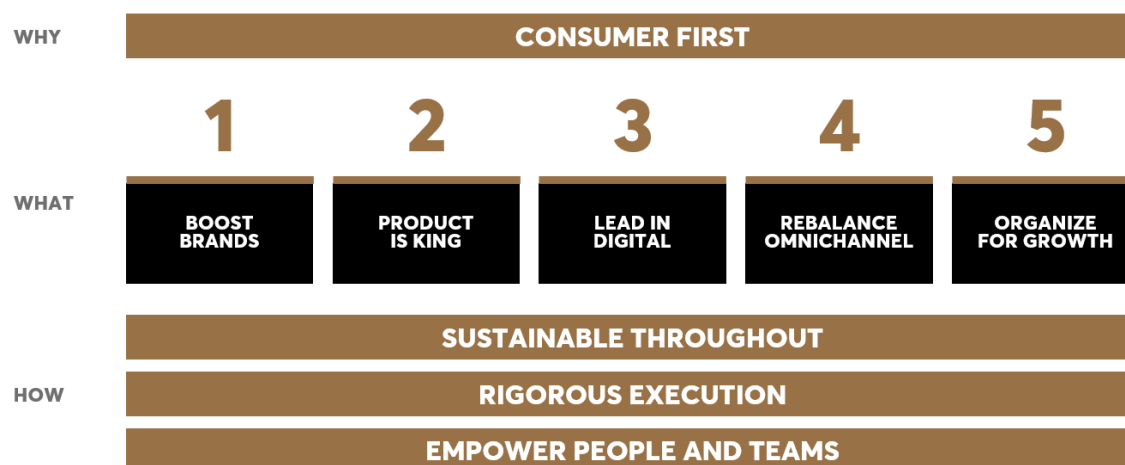 WHY
CONSUMER FIRST
1
2
3
4
5
WHAT
BOOST
BRANDS
PRODUCT
IS KING
LEAD IN
DIGITAL
REBALANCE
OMNICHANNEL
ORGANIZE
FOR GROWTH
SUSTAINABLE THROUGHOUT
HOW
RIGOROUS EXECUTION
EMPOWER PEOPLE AND TEAMS